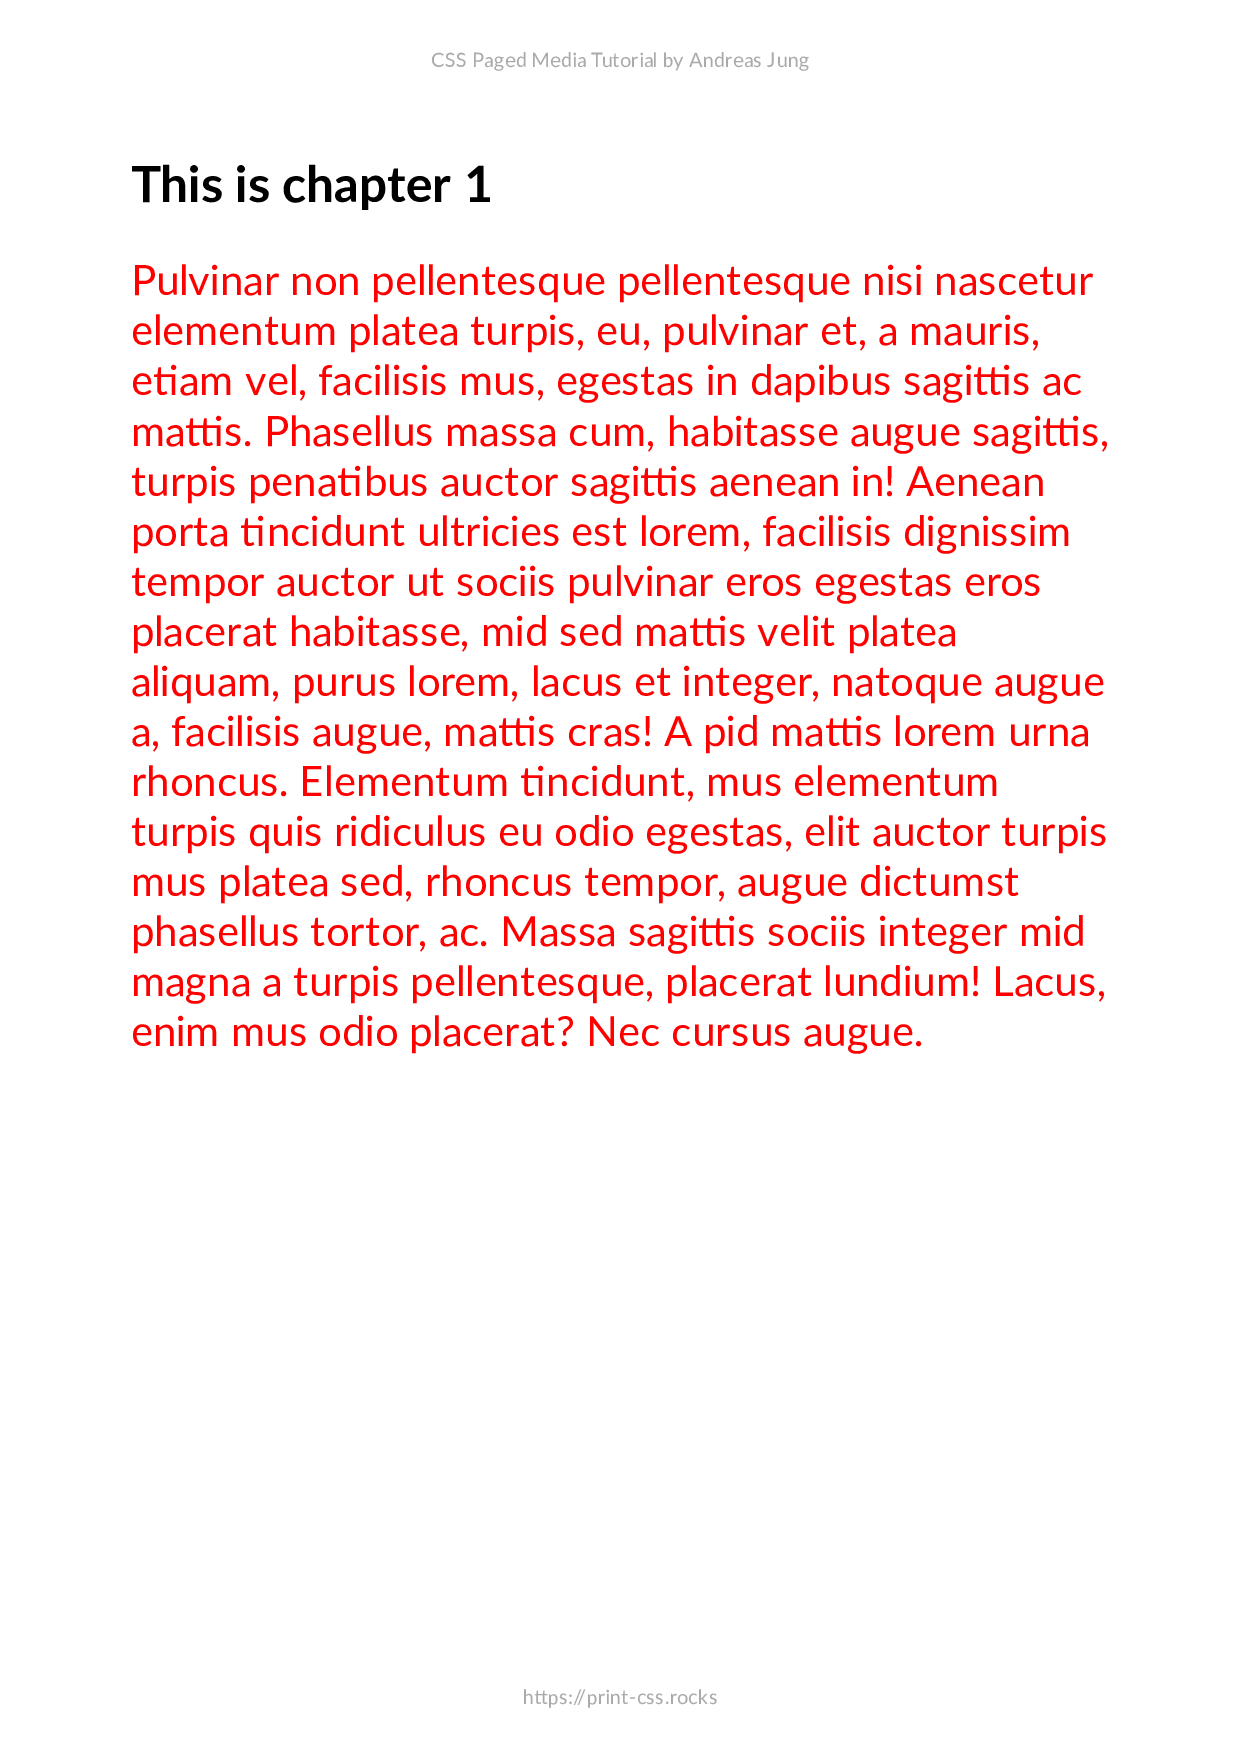 CSS Paged Media Tutorial by Andreas Jung
This is chapter 1
Pulvinar non pellentesque pellentesque nisi nascetur
elementum platea turpis, eu, pulvinar et, a mauris,
etiam vel, facilisis mus, egestas in dapibus sagittis ac
mattis. Phasellus massa cum, habitasse augue sagittis,
turpis penatibus auctor sagittis aenean in! Aenean
porta tincidunt ultricies est lorem, facilisis dignissim
tempor auctor ut sociis pulvinar eros egestas eros
placerat habitasse, mid sed mattis velit platea
aliquam, purus lorem, lacus et integer, natoque augue
a, facilisis augue, mattis cras! A pid mattis lorem urna
rhoncus. Elementum tincidunt, mus elementum
turpis quis ridiculus eu odio egestas, elit auctor turpis
mus platea sed, rhoncus tempor, augue dictumst
phasellus tortor, ac. Massa sagittis sociis integer mid
magna a turpis pellentesque, placerat lundium! Lacus,
enim mus odio placerat? Nec cursus augue.
https://print-css.rocks